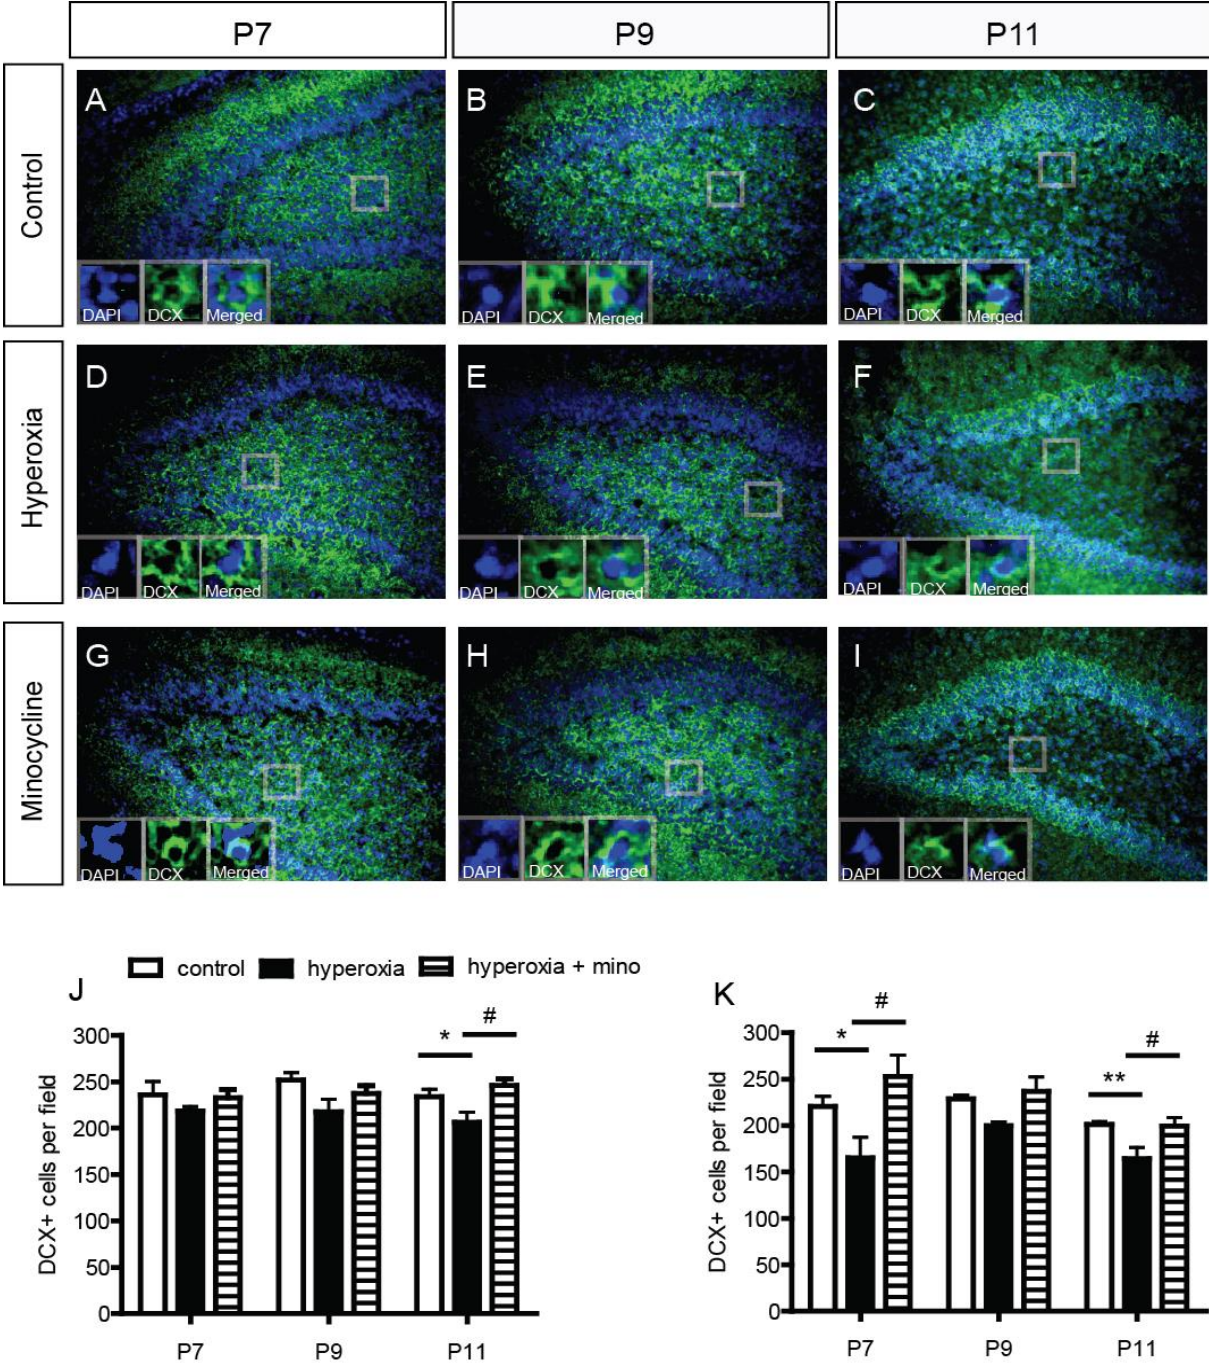 P7 P9 P11
Control
A B C
DAPI DCX Merged DAPI DCX Merged DAPI DCX Merged
Hyperoxia
D E F
DAPI DCX Merged DAPI DCX Merged DAPI DCX Merged
Minocycline
G H I
DAPI DCX Merged DAPI DCX Merged DAPI DCX Merged
control hyperoxia hyperoxia + mino
J
* #
DCX+ cells per field
300
250
200
150
100
50
0
P7 P9 P11
K
* # ** #
DCX+ cells per field
300
250
200
150
100
50
0
P7 P9 P11